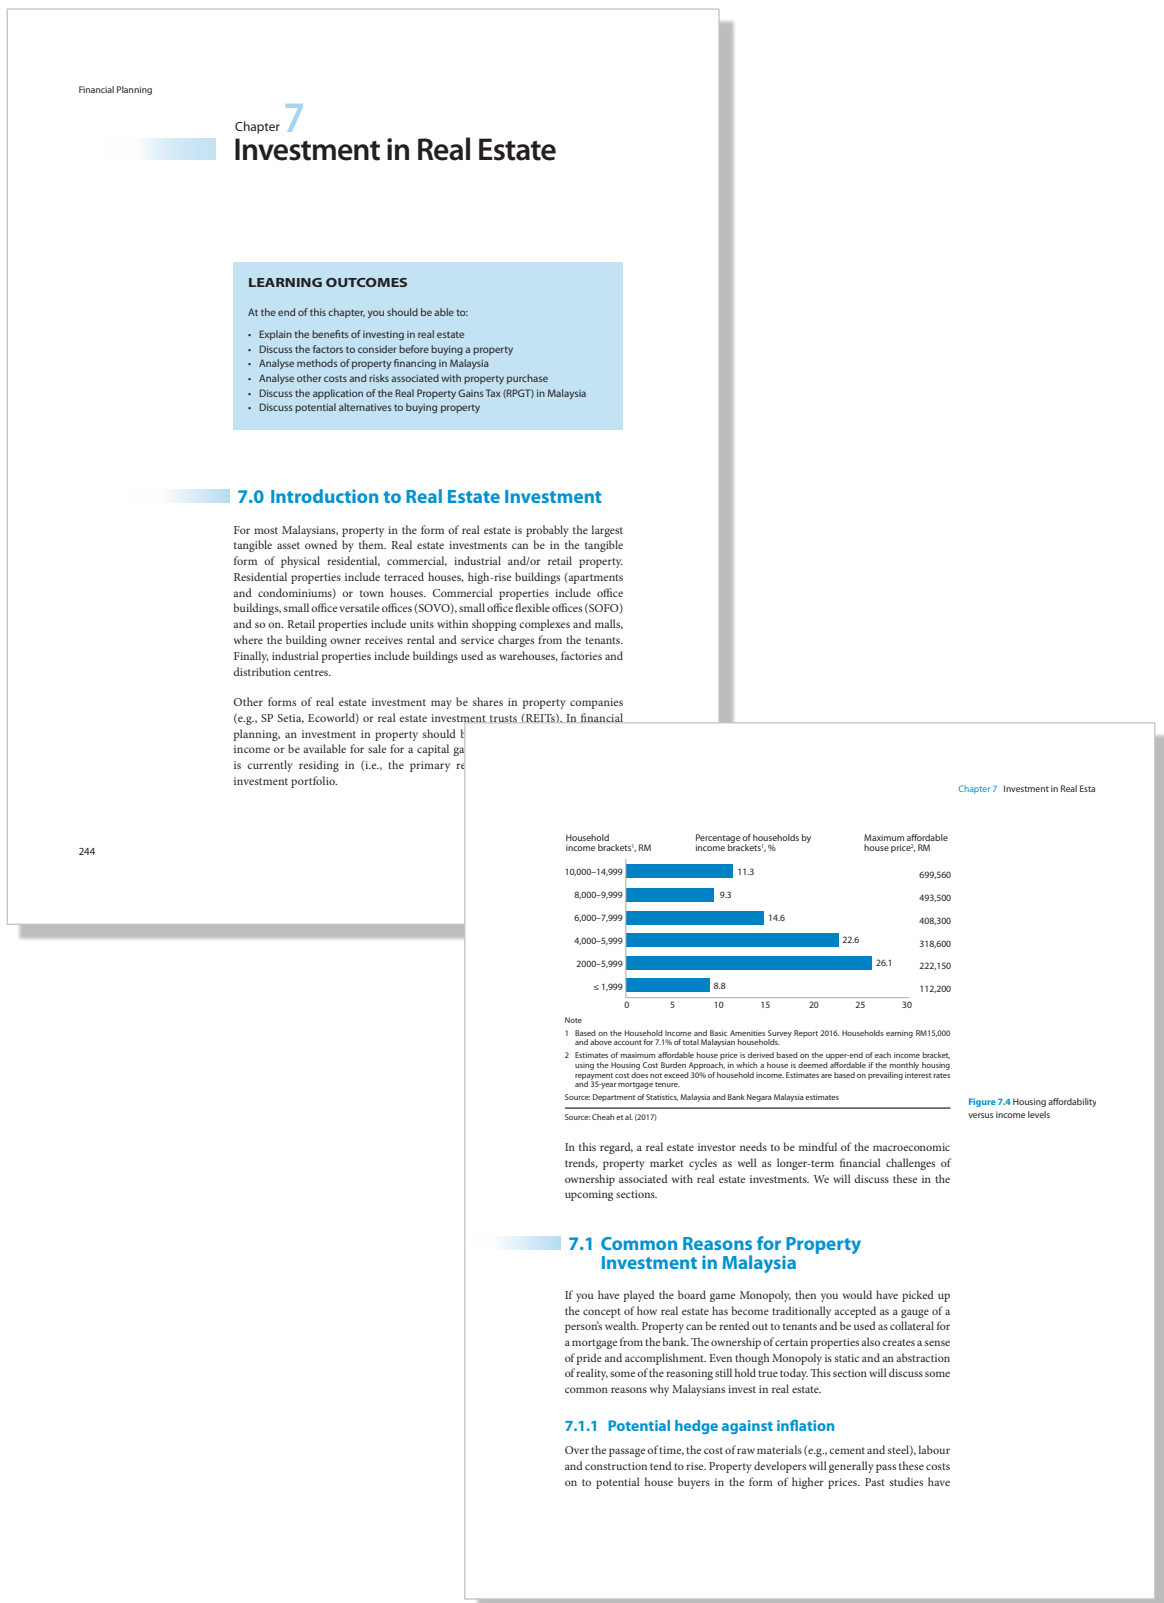 Financial Planning
Chapter 7
Investment in Real Estate
LEARNING OUTCOMES
At the end of this chapter, you should be able to:
• Explain the benefits of investing in real estate
• Discuss the factors to consider before buying a property
• Analyse methods of property financing in Malaysia
• Analyse other costs and risks associated with property purchase
• Discuss the application of the Real Property Gains Tax (RPGT) in Malaysia
• Discuss potential alternatives to buying property
7.0 Introduction to Real Estate Investment
For most Malaysians, property in the form of real estate is probably the largest
tangible asset owned by them. Real estate investments can be in the tangible
form of physical residential, commercial, industrial and/or retail property.
Residential properties include terraced houses, high-rise buildings (apartments
and condominiums) or town houses. Commercial properties include office
buildings, small office versatile offices (SOVO), small office flexible offices (SOFO)
and so on. Retail properties include units within shopping complexes and malls,
where the building owner receives rental and service charges from the tenants.
Finally, industrial properties include buildings used as warehouses, factories and
distribution centres.
Other forms of real estate investment may be shares in property companies
(e.g., SP Setia, Ecoworld) or real estate investment trusts (REITs). In financial
planning, an investment in property should
income or be available for sale for a capital
is currently residing in (i.e., the primary
investment portfolio.
244
Chapter 7 Investment in Real Esta
Household
income brackets¹, RM
Percentage of households by
income brackets¹, %
Maximum affordable
house price², RM
10,000–14,999 11.3 699,560
8,000–9,999 9.3 493,500
6,000–7,999 14.6 408,300
4,000–5,999 22.6 318,600
2000–5,999 26.1 222,150
≤ 1,999 8.8 112,200
0 5 10 15 20 25 30
Note
1 Based on the Household Income and Basic Amenities Survey Report 2016. Households earning RM15,000
and above account for 7.1% of total Malaysian households.
2 Estimates of maximum affordable house price is derived based on the upper-end of each income bracket,
using the Housing Cost Burden Approach, in which a house is deemed affordable if the monthly housing
repayment cost does not exceed 30% of household income. Estimates are based on prevailing interest rates
and 35-year mortgage tenure.
Source: Department of Statistics, Malaysia and Bank Negara Malaysia estimates
Source: Cheah et al. (2017)
Figure 7.4 Housing affordability
versus income levels
In this regard, a real estate investor needs to be mindful of the macroeconomic
trends, property market cycles as well as longer-term financial challenges of
ownership associated with real estate investments. We will discuss these in the
upcoming sections.
7.1 Common Reasons for Property
Investment in Malaysia
If you have played the board game Monopoly, then you would have picked up
the concept of how real estate has become traditionally accepted as a gauge of a
person's wealth. Property can be rented out to tenants and be used as collateral for
a mortgage from the bank. The ownership of certain properties also creates a sense
of pride and accomplishment. Even though Monopoly is static and an abstraction
of reality, some of the reasoning still hold true today. This section will discuss some
common reasons why Malaysians invest in real estate.
7.1.1 Potential hedge against inflation
Over the passage of time, the cost of raw materials (e.g., cement and steel), labour
and construction tend to rise. Property developers will generally pass these costs
on to potential house buyers in the form of higher prices. Past studies have